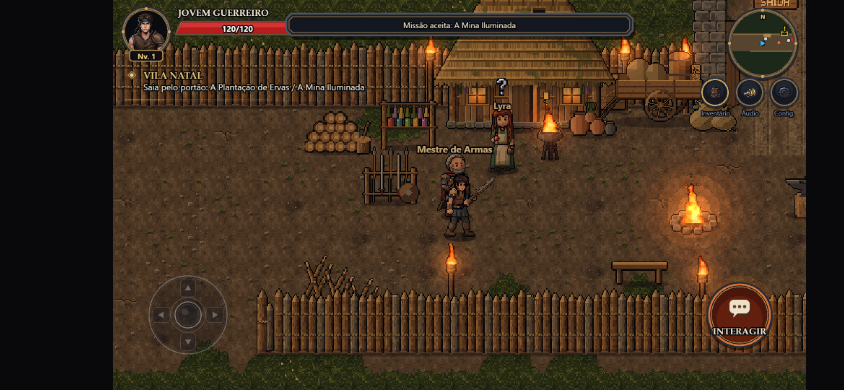 JOVEM GUERREIRO
120/120
Nv. 1
Missão aceita: A Mina Iluminada
N
VILA NATAL
Saia pelo portão: A Plantação de Ervas / A Mina Iluminada
Inventário
Áudio
Config.
?
Lyra
Mestre de Armas
INTERAGIR